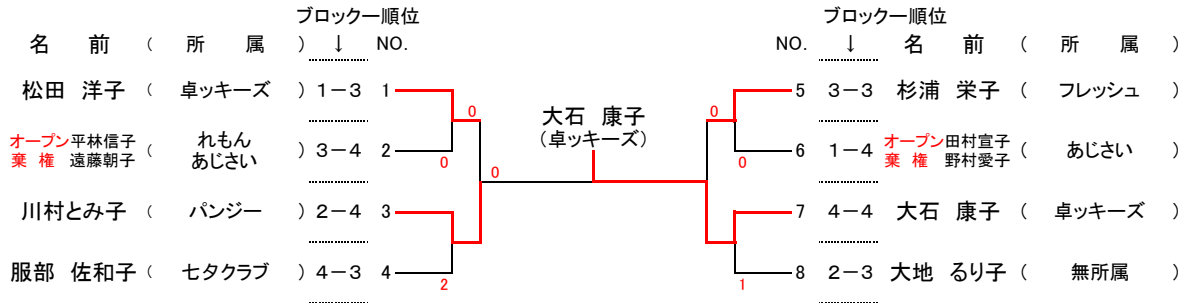 ブロックー順位 ブロックー順位
名 前 ( 所 属 ) ↓ NO. NO. ↓ 名 前 ( 所 属 )
松田 洋子 ( 卓ッキーズ ) 1-3 1 5 3-3 杉浦 栄子 ( フレッシュ )
0 大石 康子 0
(卓ッキーズ)
オープン平林信子 ( れもん ) 3-4 2 6 1-4 オープン田村宣子 ( あじさい )
棄 権 遠藤朝子 あじさい 棄 権 野村愛子
0 0
0
川村とみ子 ( パンジー ) 2-4 3 7 4-4 大石 康子 ( 卓ッキーズ )
服部 佐和子 ( 七夕クラブ ) 4-3 4 8 2-3 大地 るり子 ( 無所属 )
2 1